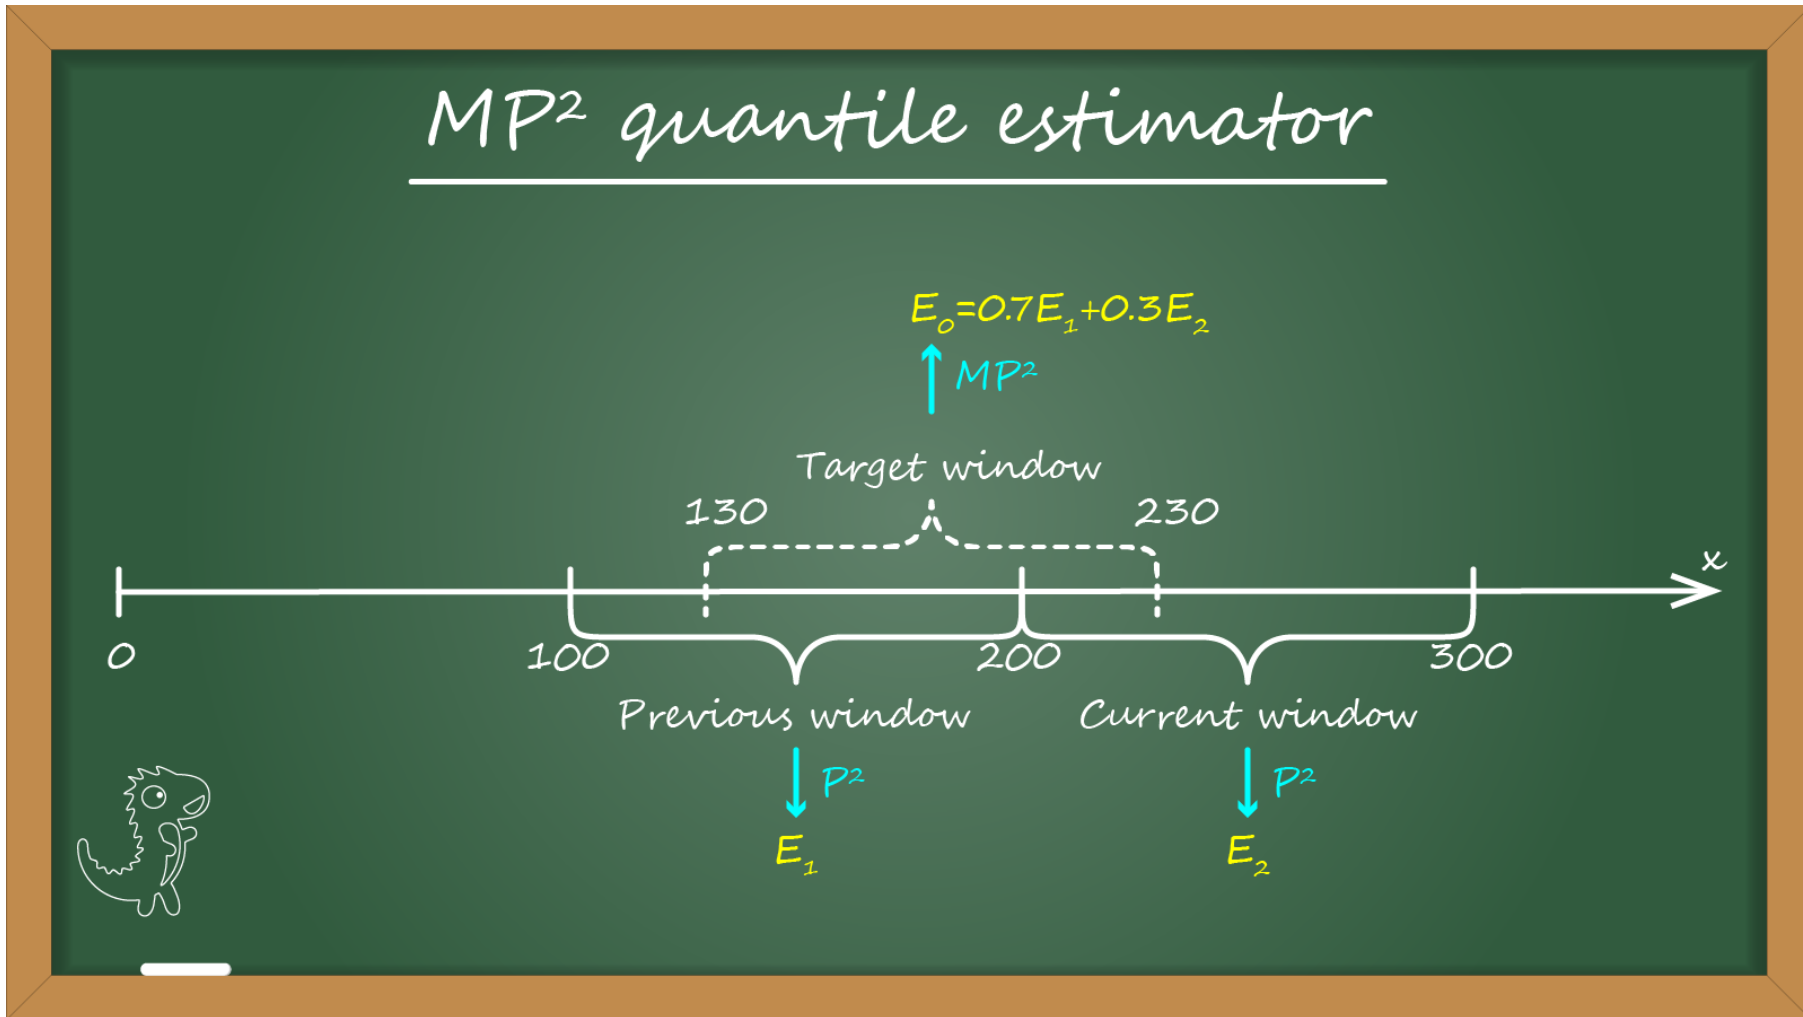 MP² quantile estimator
E₀=0.7E₁+0.3E₂
MP²
Target window
130
230
x
0
100
200
300
Previous window
Current window
P²
P²
E₁
E₂